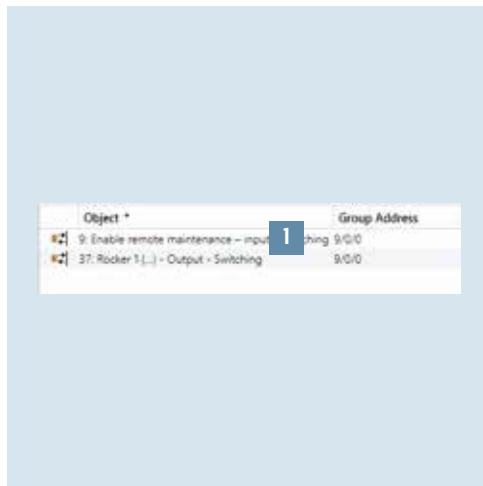 Object Group Address
9: Enable remote maintenance – input ching 9/0/0
1
37: Rocker 1 (...) - Output - Switching 9/0/0